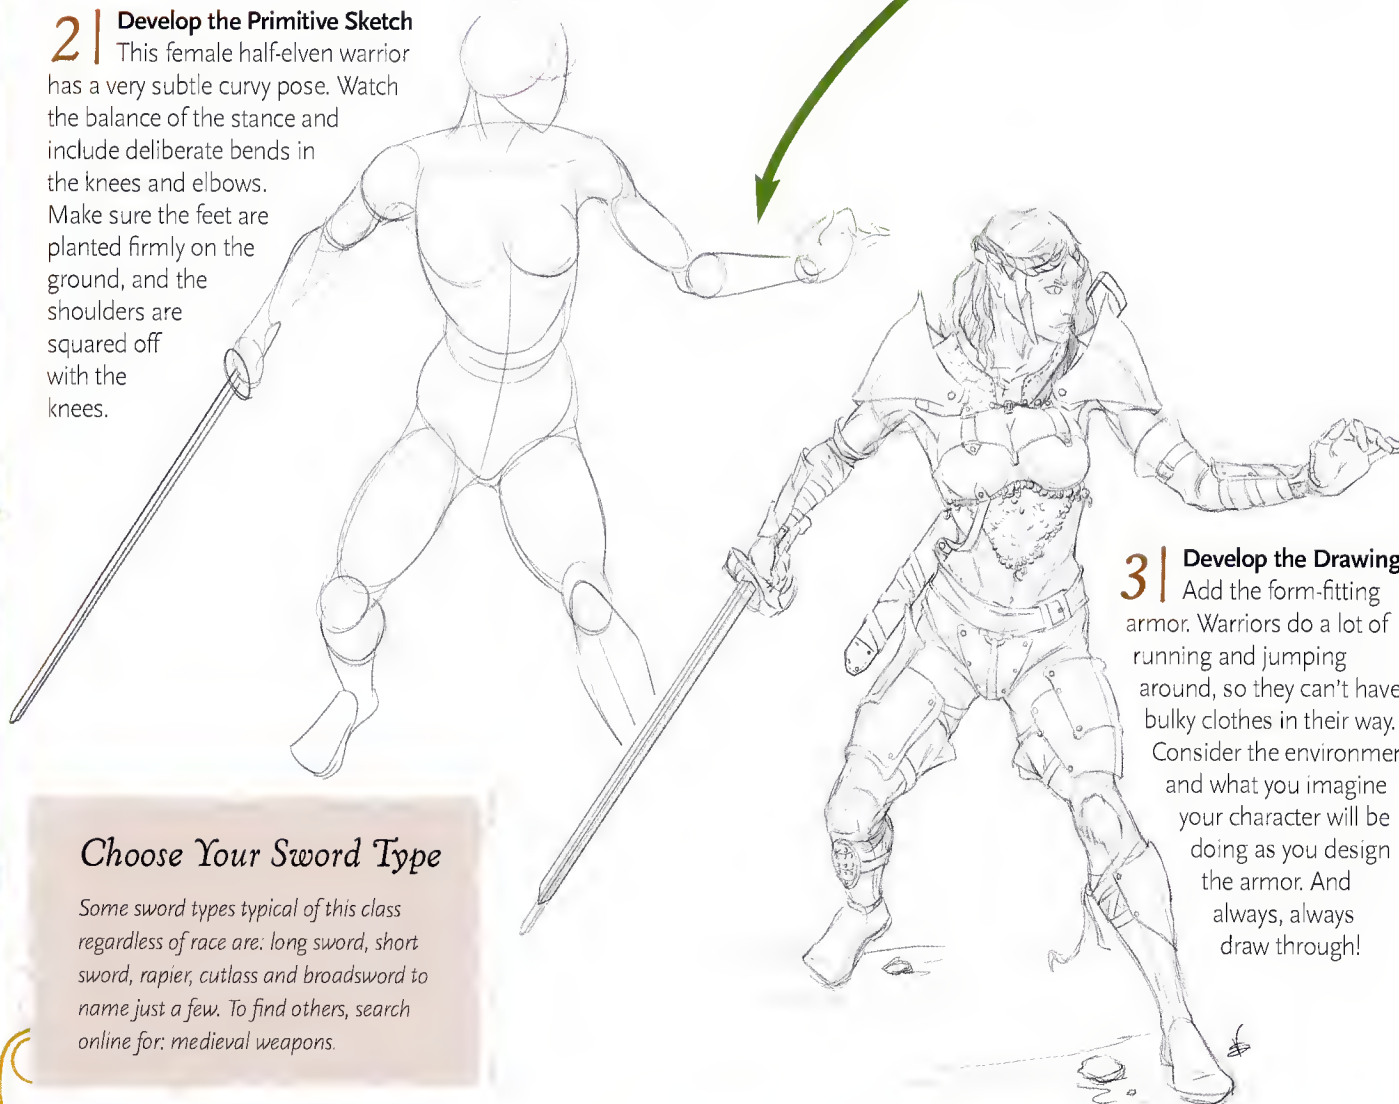 2 | Develop the Primitive Sketch
This female half-elven warrior
has a very subtle curvy pose. Watch
the balance of the stance and
include deliberate bends in
the knees and elbows.
Make sure the feet are
planted firmly on the
ground, and the
shoulders are
squared off
with the
knees.
3 | Develop the Drawing
Add the form-fitting
armor. Warriors do a lot of
running and jumping
around, so they can't have
bulky clothes in their way.
Consider the environmen
and what you imagine
your character will be
doing as you design
the armor. And
always, always
draw through!
Choose Your Sword Type
Some sword types typical of this class
regardless of race are: long sword, short
sword, rapier, cutlass and broadsword to
name just a few. To find others, search
online for: medieval weapons.